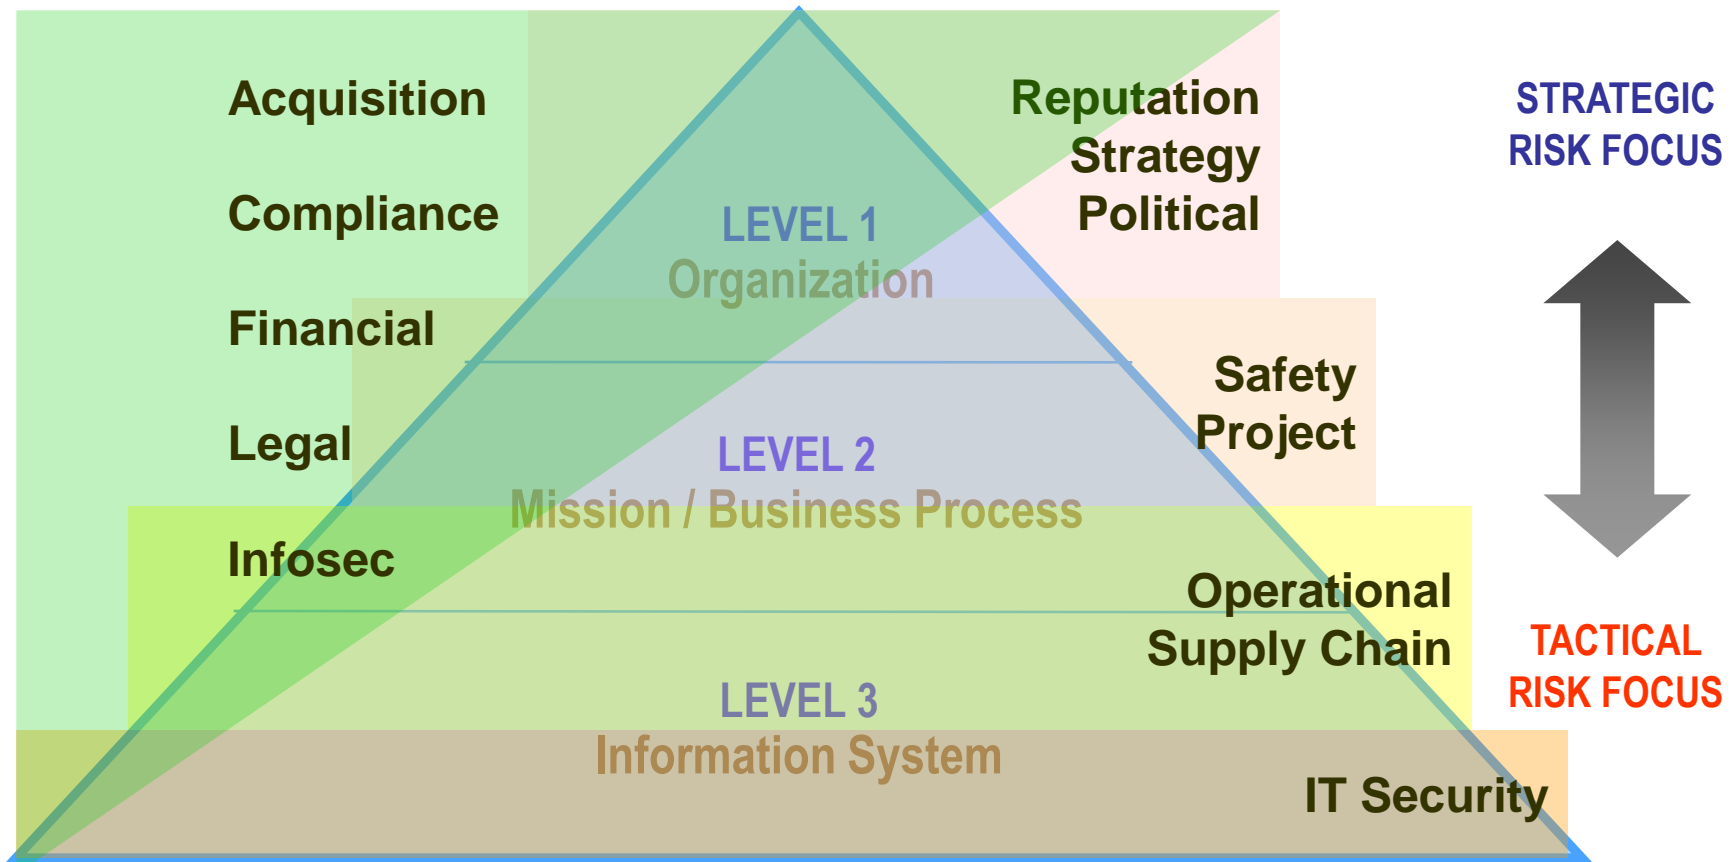 Acquisition
Compliance
Financial
Legal
Infosec
LEVEL 1
Organization
LEVEL 2
Mission / Business Process
LEVEL 3
Information System
Reputation
Strategy
Political
Safety
Project
Operational
Supply Chain
IT Security
STRATEGIC
RISK FOCUS
TACTICAL
RISK FOCUS